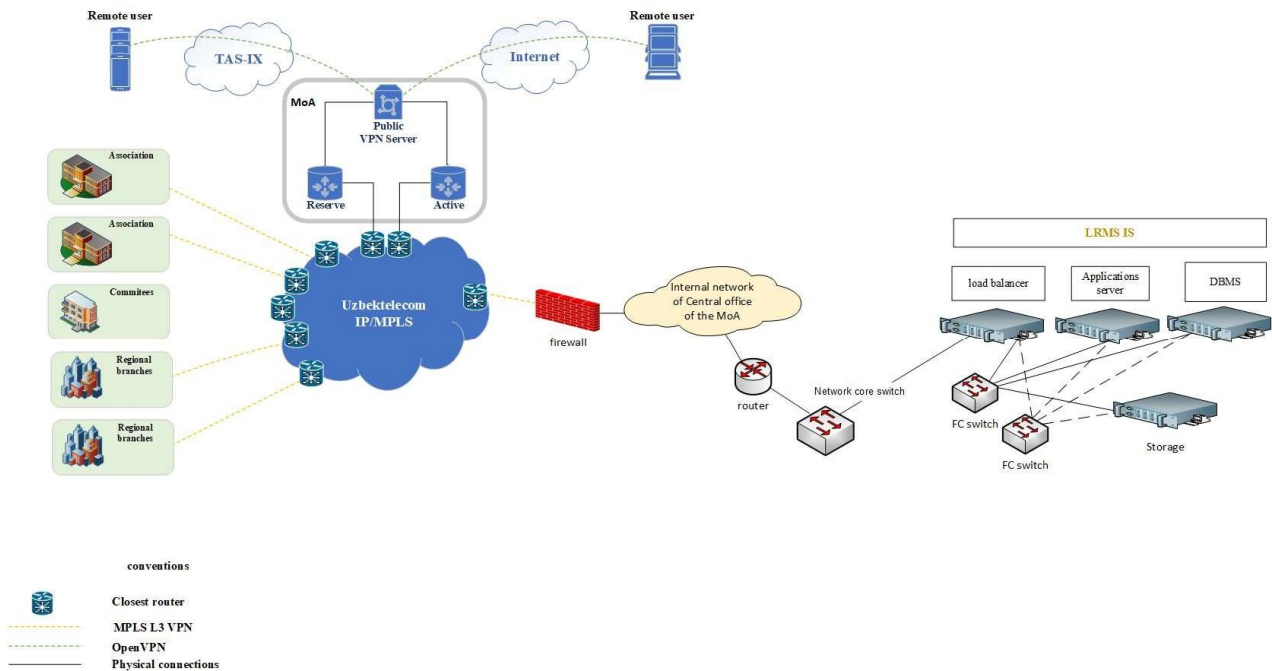 Remote user
Remote user
TAS-IX
Internet
MoA
Public
VPN Server
Reserve
Active
Association
Association
Commitees
Regional
branches
Regional
branches
Uzbektelecom
IP/MPLS
firewall
Internal network
of Central office
of the MoA
router
Network core switch
LRMS IS
load balancer
Applications
server
DBMS
FC switch
FC switch
Storage
conventions
Closest router
MPLS L3 VPN
OpenVPN
Physical connections